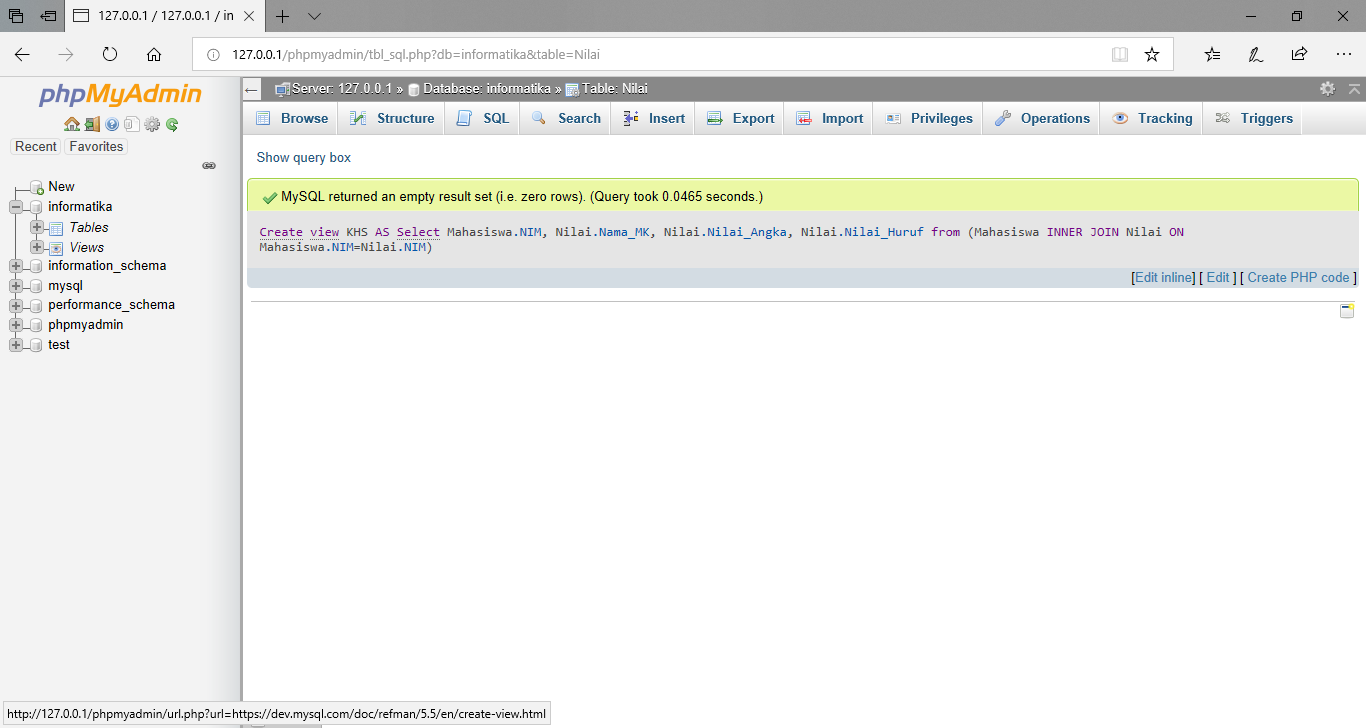 127.0.0.1 / 127.0.0.1 / in
127.0.0.1/phpmyadmin/tbl_sql.php?db=informatika&table=Nilai
phpMyAdmin
Recent Favorites
New
informatika
Tables
Views
information_schema
mysql
performance_schema
phpmyadmin
test
Server: 127.0.0.1 » Database: informatika » Table: Nilai
Browse Structure SQL Search Insert Export Import Privileges Operations Tracking Triggers
Show query box
MySQL returned an empty result set (i.e. zero rows). (Query took 0.0465 seconds.)
Create view KHS AS Select Mahasiswa.NIM, Nilai.Nama_MK, Nilai.Nilai_Angka, Nilai.Nilai_Huruf from (Mahasiswa INNER JOIN Nilai ON
Mahasiswa.NIM=Nilai.NIM)
[Edit inline] [ Edit ] [ Create PHP code ]
http://127.0.0.1/phpmyadmin/url.php?url=https://dev.mysql.com/doc/refman/5.5/en/create-view.html